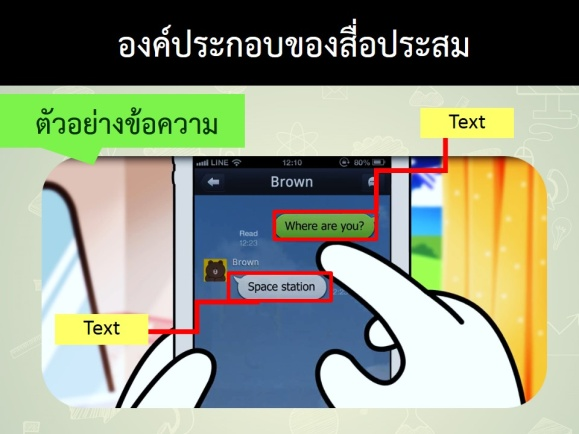 องค์ประกอบของสื่อประสม
ตัวอย่างข้อความ
Text
LINE 12:10 80%
Brown
Where are you?
Read
12:23
Brown
Space station
Text